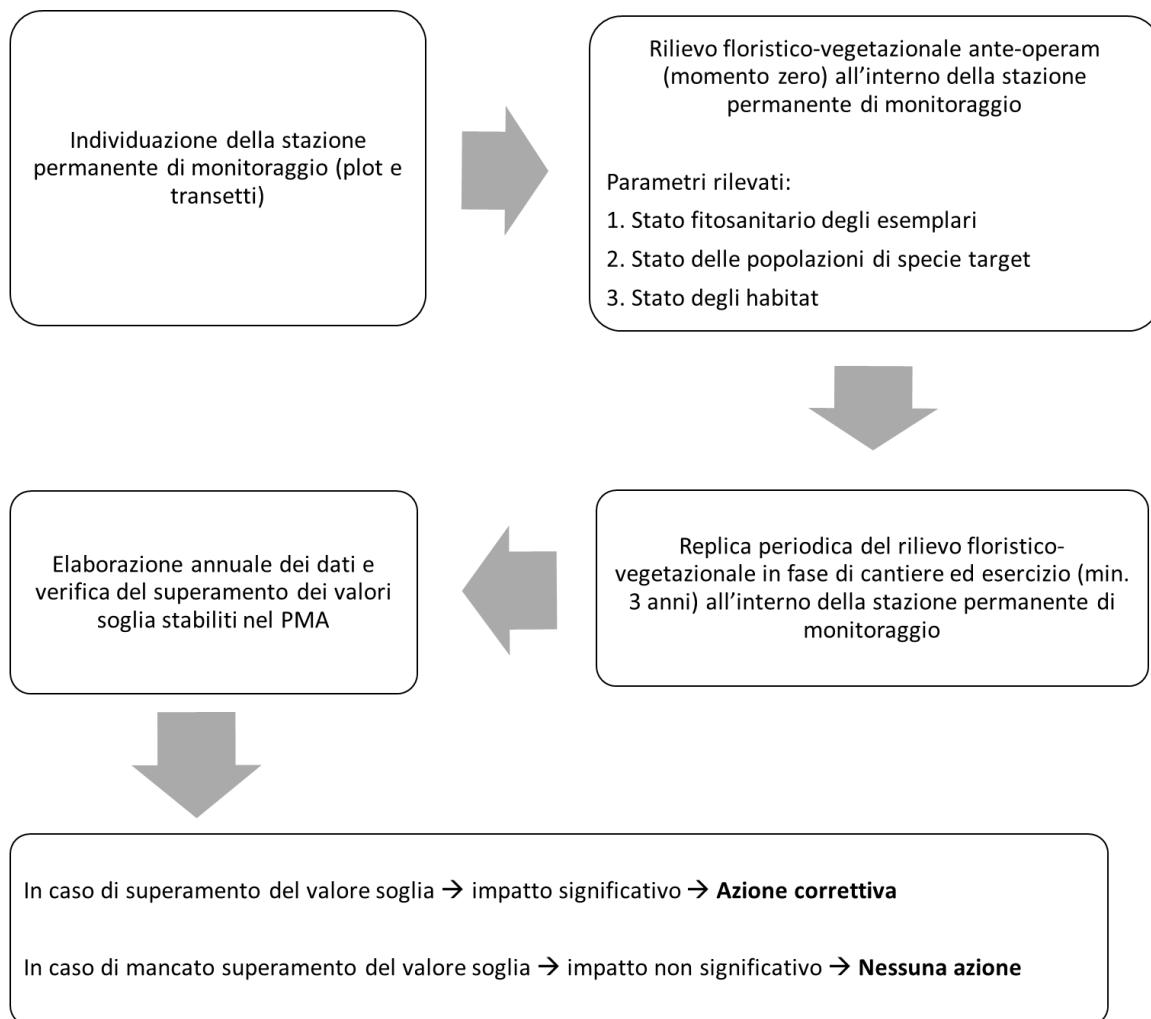 Individuazione della stazione
permanente di monitoraggio (plot e
transetti)
Rilievo floristico-vegetazionale ante-operam
(momento zero) all’interno della stazione
permanente di monitoraggio
Parametri rilevati:
1. Stato fitosanitario degli esemplari
2. Stato delle popolazioni di specie target
3. Stato degli habitat
Replica periodica del rilievo floristico-
vegetazionale in fase di cantiere ed esercizio (min.
3 anni) all’interno della stazione permanente di
monitoraggio
Elaborazione annuale dei dati e
verifica del superamento dei valori
soglia stabiliti nel PMA
In caso di superamento del valore soglia → impatto significativo → Azione correttiva
In caso di mancato superamento del valore soglia → impatto non significativo → Nessuna azione